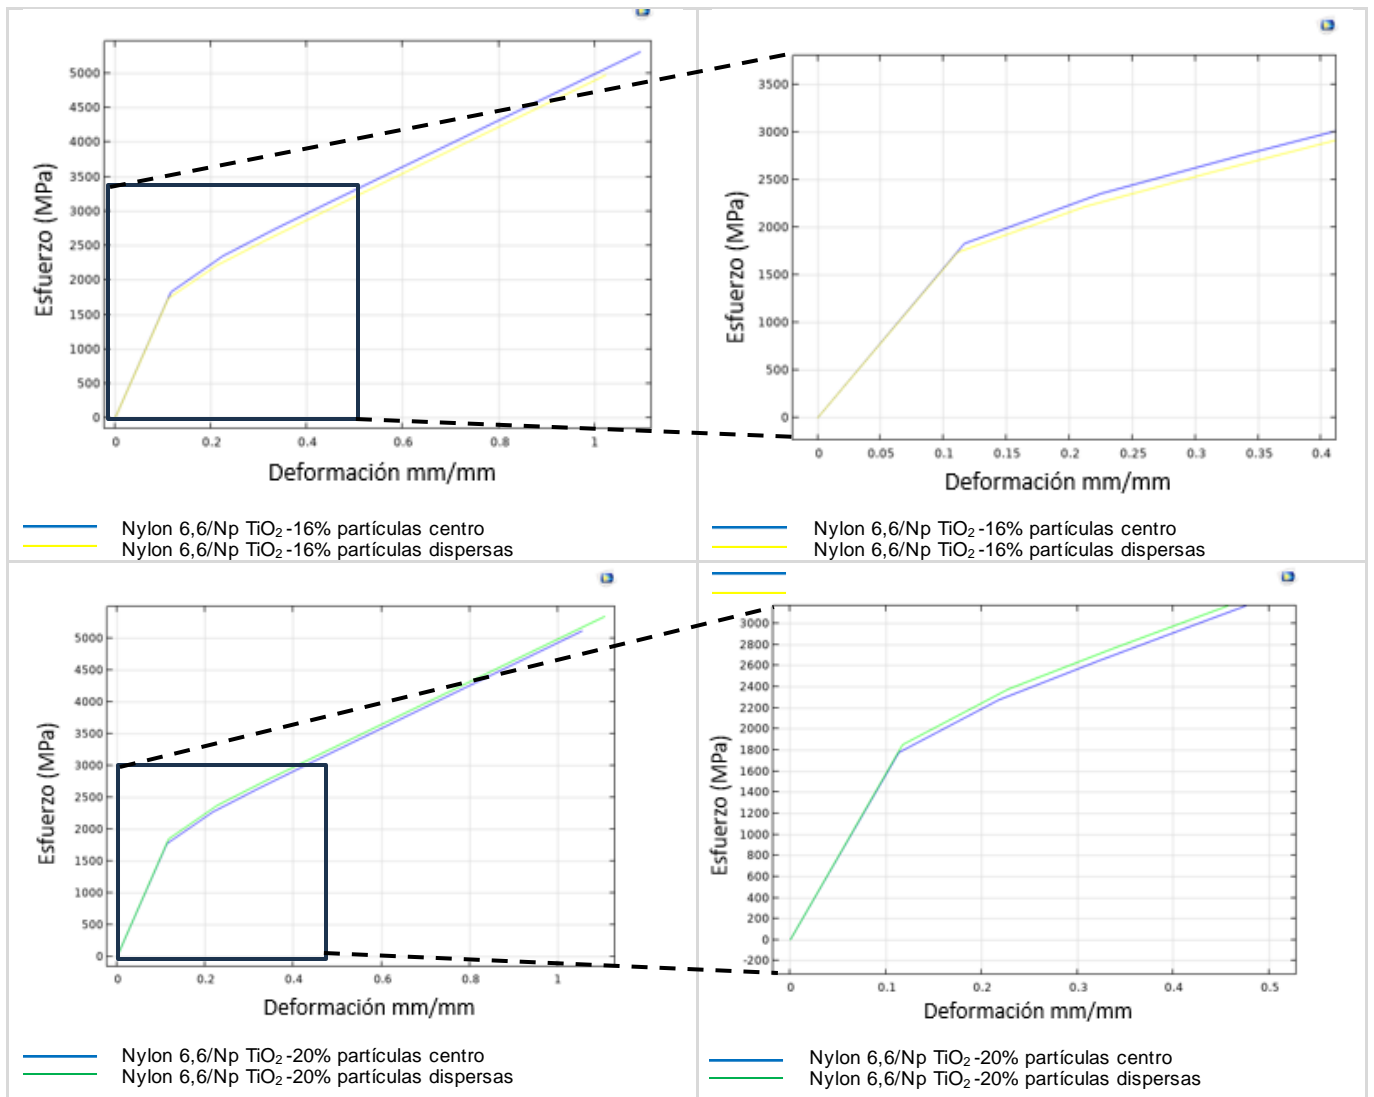 5000
4500
4000
3500
3000
2500
2000
1500
1000
500
0
Esfuerzo (MPa)
0 0.2 0.4 0.6 0.8 1
Deformación mm/mm
Nylon 6,6/Np TiO₂-16% partículas centro
Nylon 6,6/Np TiO₂-16% partículas dispersas
3500
3000
2500
2000
1500
1000
500
0
Esfuerzo (MPa)
0 0.05 0.1 0.15 0.2 0.25 0.3 0.35 0.4
Deformación mm/mm
Nylon 6,6/Np TiO₂-16% partículas centro
Nylon 6,6/Np TiO₂-16% partículas dispersas
5000
4500
4000
3500
3000
2500
2000
1500
1000
500
0
Esfuerzo (MPa)
0 0.2 0.4 0.6 0.8 1
Deformación mm/mm
Nylon 6,6/Np TiO₂-20% partículas centro
Nylon 6,6/Np TiO₂-20% partículas dispersas
3000
2800
2600
2400
2200
2000
1800
1600
1400
1200
1000
800
600
400
200
0
-200
Esfuerzo (MPa)
0 0.1 0.2 0.3 0.4 0.5
Deformación mm/mm
Nylon 6,6/Np TiO₂-20% partículas centro
Nylon 6,6/Np TiO₂-20% partículas dispersas